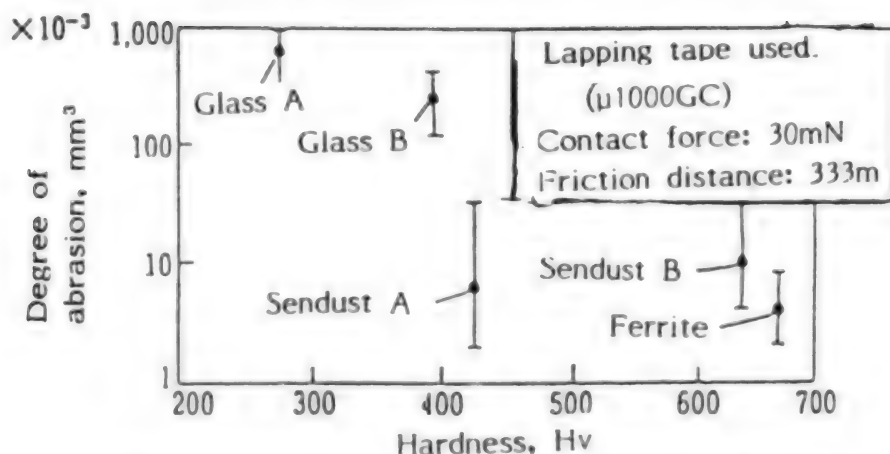 ×10⁻³
1,000
100
10
1
Degree of
abrasion, mm³
Glass A
Glass B
Sendust A
Sendust B
Ferrite
Lapping tape used.
(μ1000GC)
Contact force: 30mN
Friction distance: 333m
200 300 400 500 600 700
Hardness, Hv